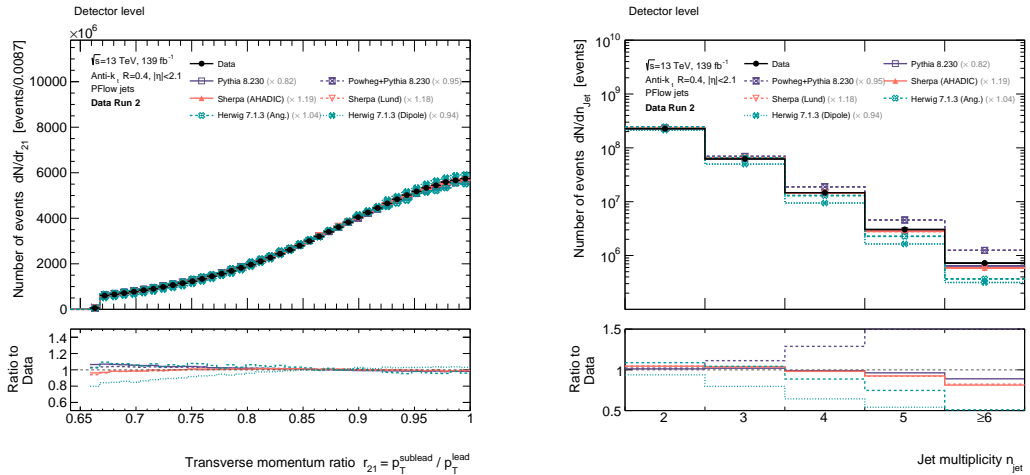 Detector level
×10⁶
Number of events dN/dr₂₁ [events/0.0087]
10000
8000
6000
4000
2000
0
√s=13 TeV, 139 fb⁻¹
Anti-k, R=0.4, |η|<2.1
PFlow jets
Data Run 2
Data
Pythia 8.230 (× 0.82)
Powheg+Pythia 8.230 (× 0.95)
Sherpa (AHADIC) (× 1.19)
Sherpa (Lund) (× 1.18)
Herwig 7.1.3 (Ang.) (× 1.04)
Herwig 7.1.3 (Dipole) (× 0.94)
Ratio to
Data
1.4
1.2
1
0.8
0.65 0.7 0.75 0.8 0.85 0.9 0.95 1
Transverse momentum ratio r₂₁ = p_T^sublead / p_T^lead
Detector level
Number of events dN/dn_jet [events]
10¹⁰
10⁹
10⁸
10⁷
10⁶
√s=13 TeV, 139 fb⁻¹
Anti-k, R=0.4, |η|<2.1
PFlow jets
Data Run 2
Data
Pythia 8.230 (× 0.82)
Powheg+Pythia 8.230 (× 0.95)
Sherpa (AHADIC) (× 1.19)
Sherpa (Lund) (× 1.18)
Herwig 7.1.3 (Ang.) (× 1.04)
Herwig 7.1.3 (Dipole) (× 0.94)
Ratio to
Data
1.5
1
0.5
2 3 4 5 ≥6
Jet multiplicity n_jet